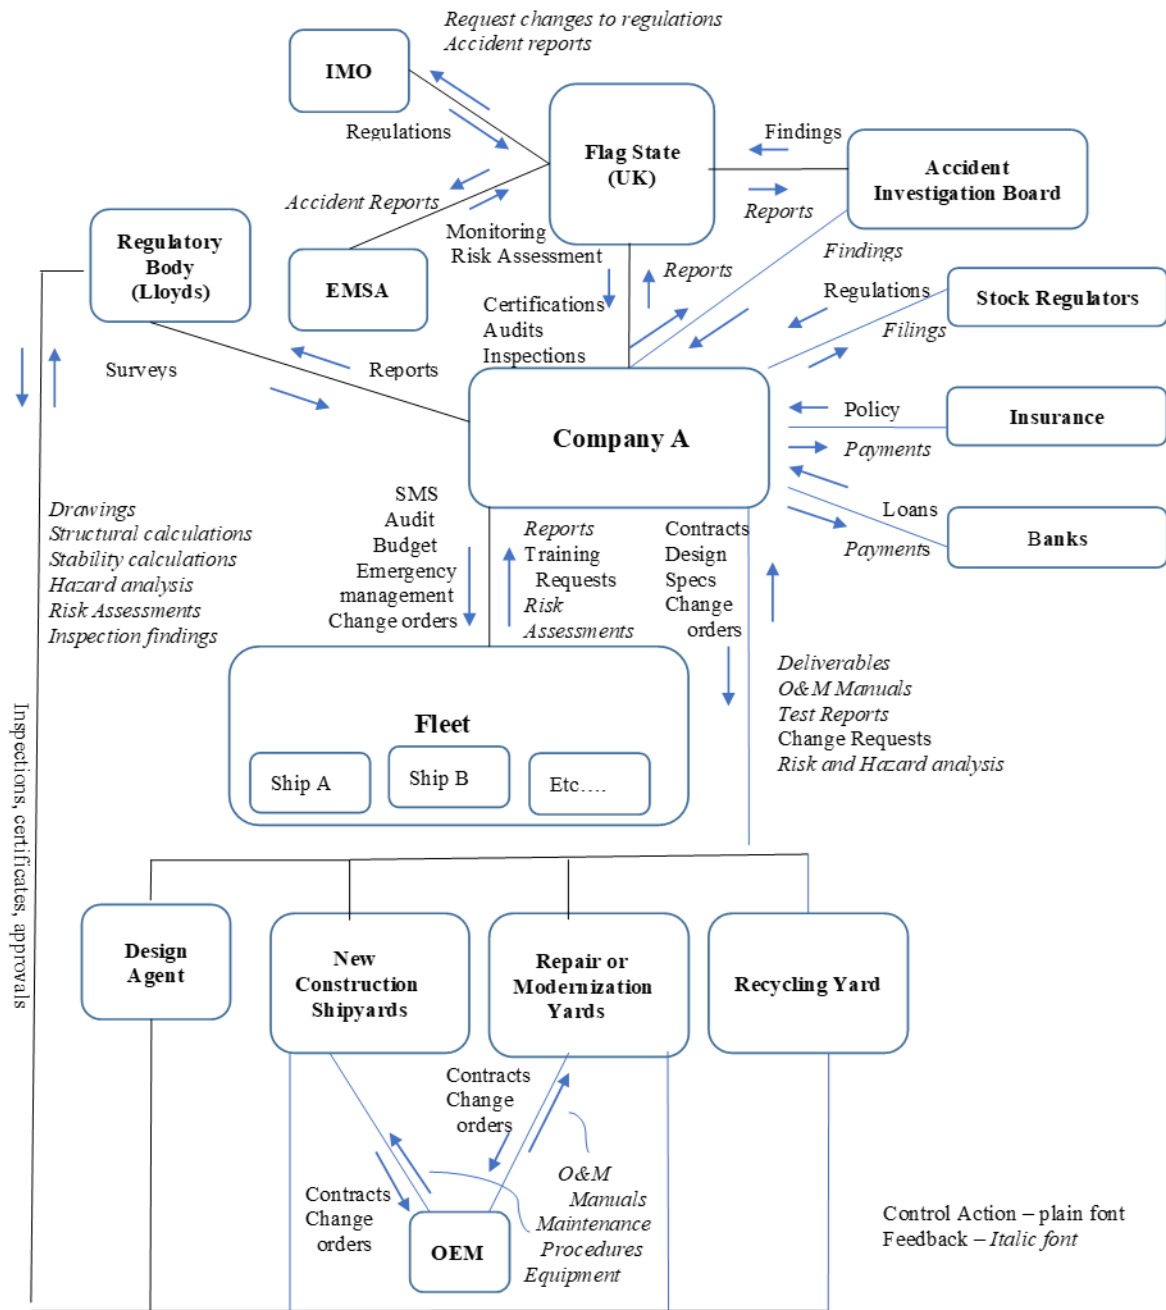 Request changes to regulations
Accident reports
IMO
Regulations
Flag State
(UK)
Findings
Reports
Accident
Investigation Board
Accident Reports
Monitoring
Risk Assessment
Regulatory
Body
(Lloyds)
EMSA
Reports
Findings
Certifications
Audits
Inspections
Regulations
Filings
Stock Regulators
Surveys
Reports
Company A
Policy
Payments
Insurance
Loans
Payments
Banks
Drawings
Structural calculations
Stability calculations
Hazard analysis
Risk Assessments
Inspection findings
SMS
Audit
Budget
Emergency
management
Change orders
Reports
Training
Requests
Risk
Assessments
Contracts
Design
Specs
Change
orders
Deliverables
O&M Manuals
Test Reports
Change Requests
Risk and Hazard analysis
Fleet
Ship A
Ship B
Etc….
Inspections, certificates, approvals
Design
Agent
New
Construction
Shipyards
Repair or
Modernization
Yards
Recycling Yard
Contracts
Change
orders
Contracts
Change
orders
O&M
Manuals
Maintenance
Procedures
Equipment
OEM
Control Action – plain font
Feedback – Italic font